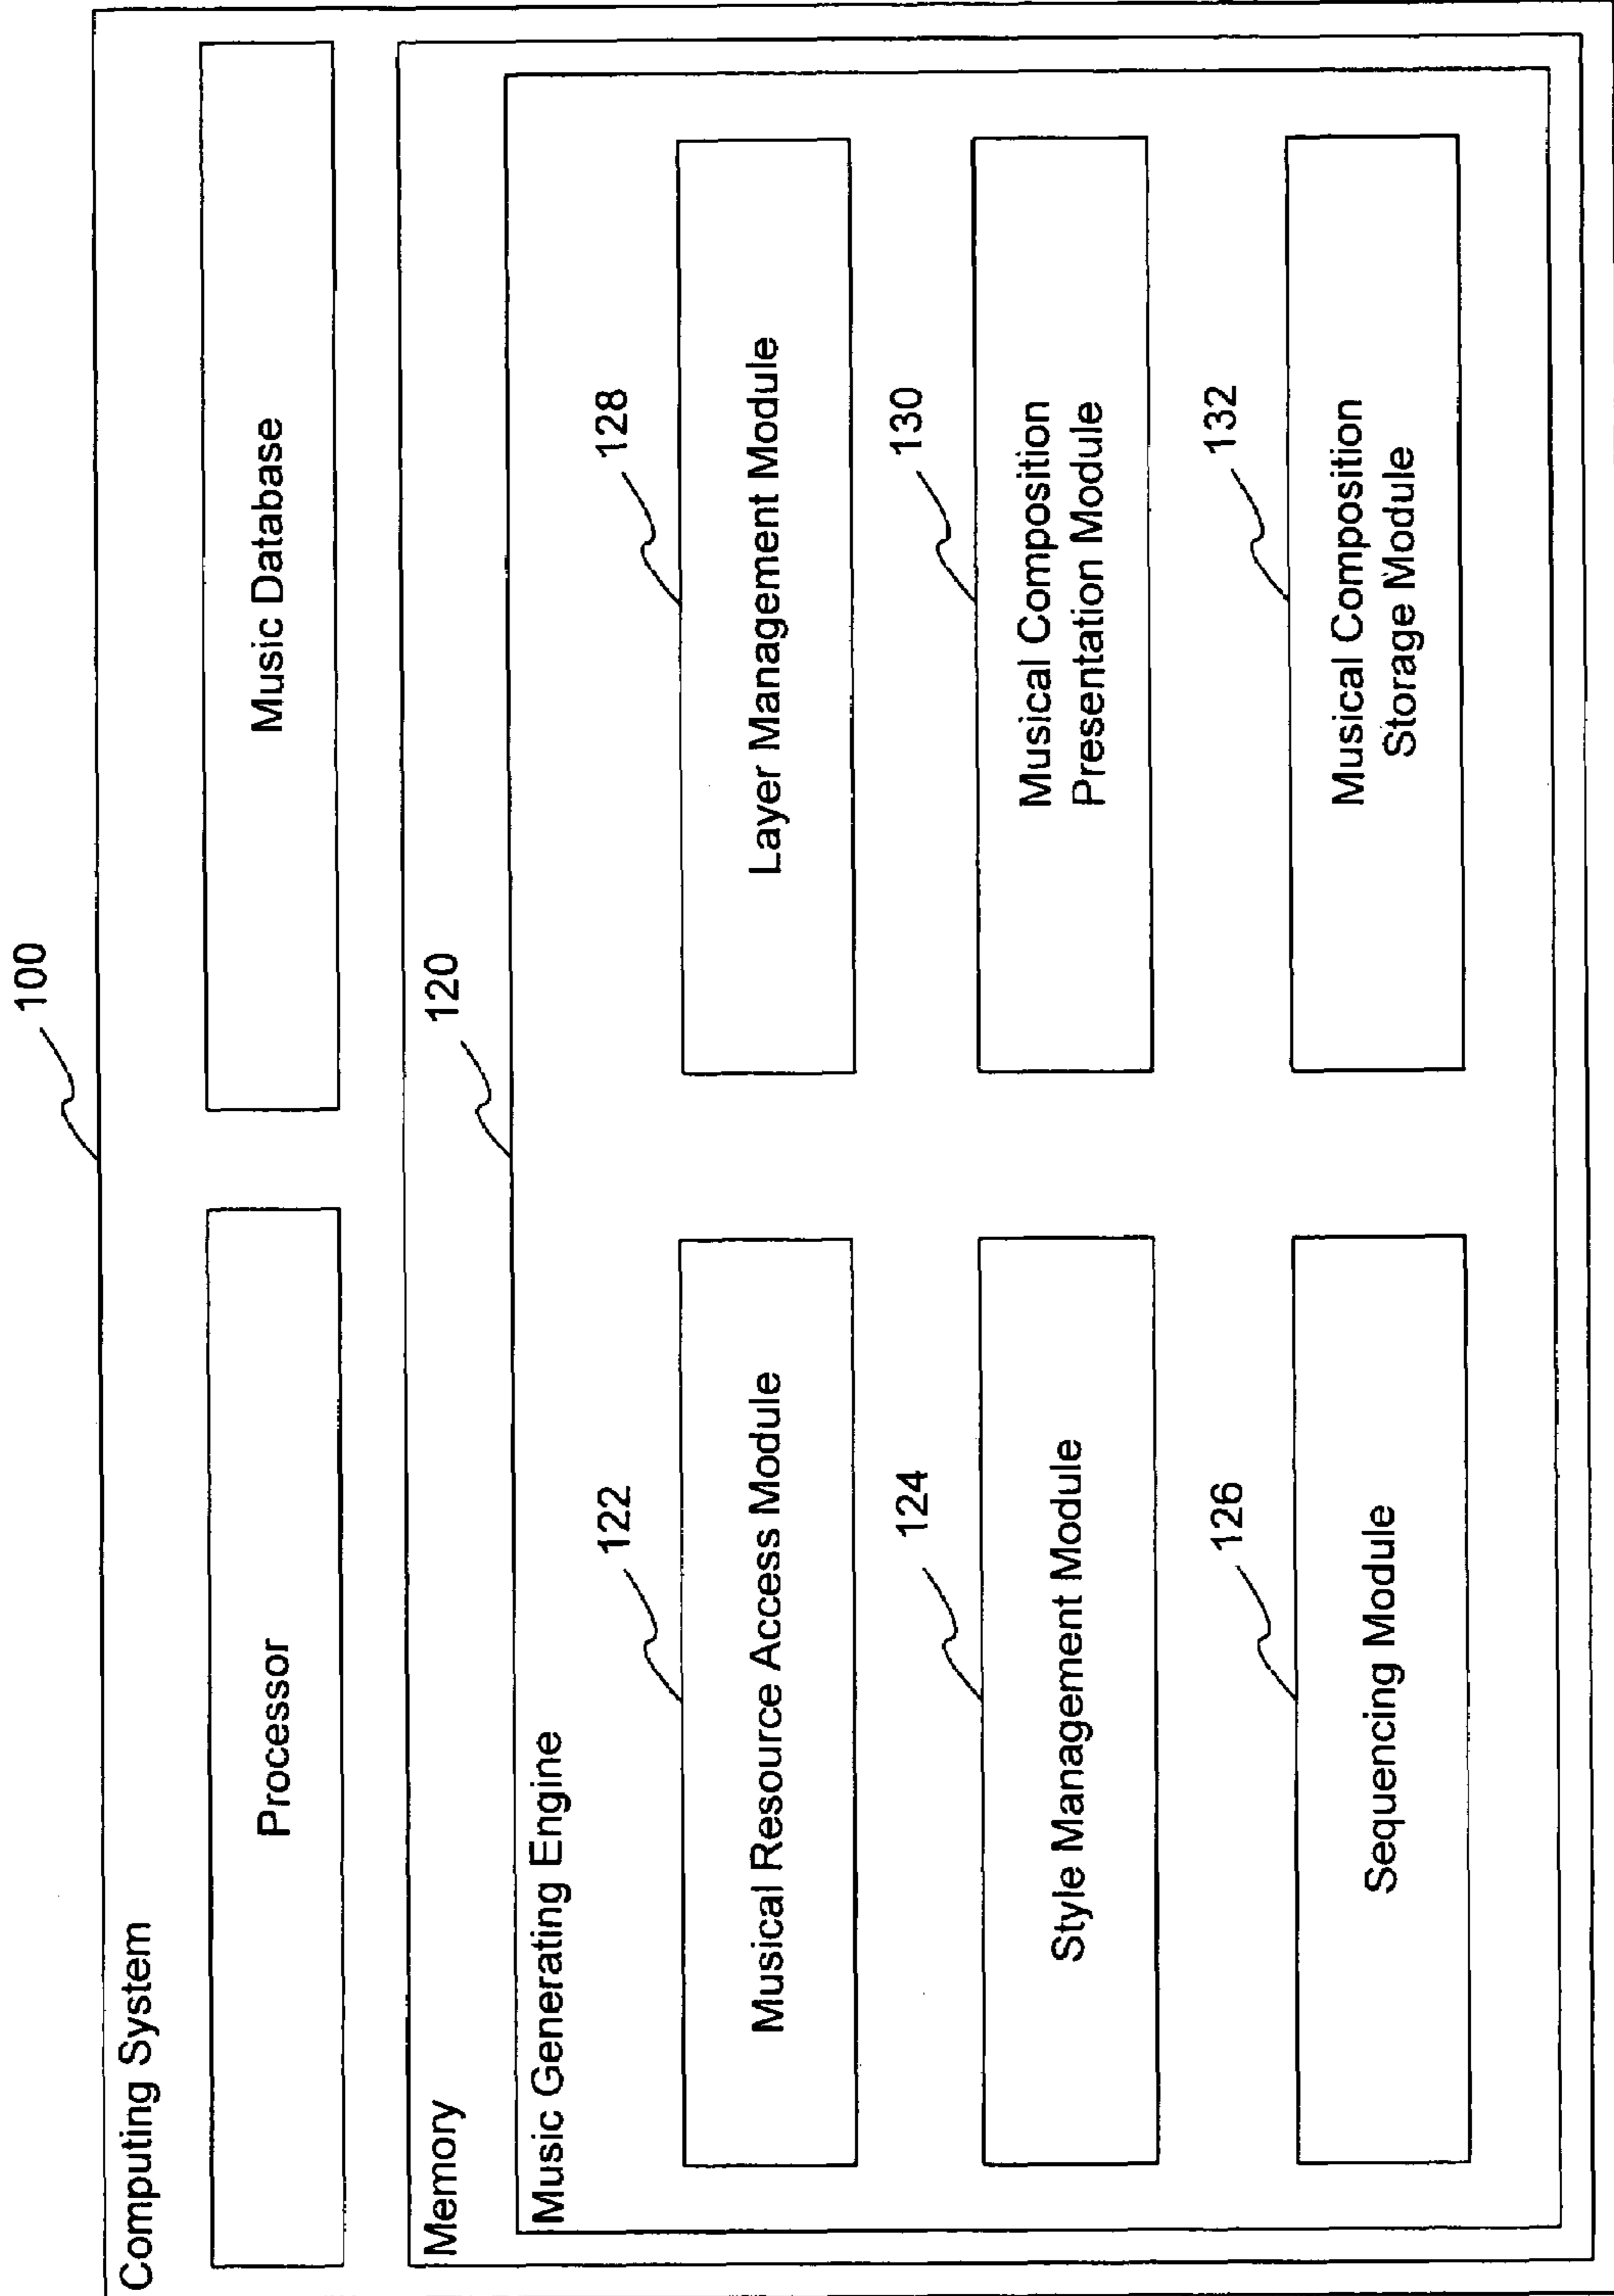 100
Computing System
Processor
Music Database
Memory
120
Music Generating Engine
122
Musical Resource Access Module
128
Layer Management Module
124
Style Management Module
130
Musical Composition
Presentation Module
126
Sequencing Module
132
Musical Composition
Storage Module